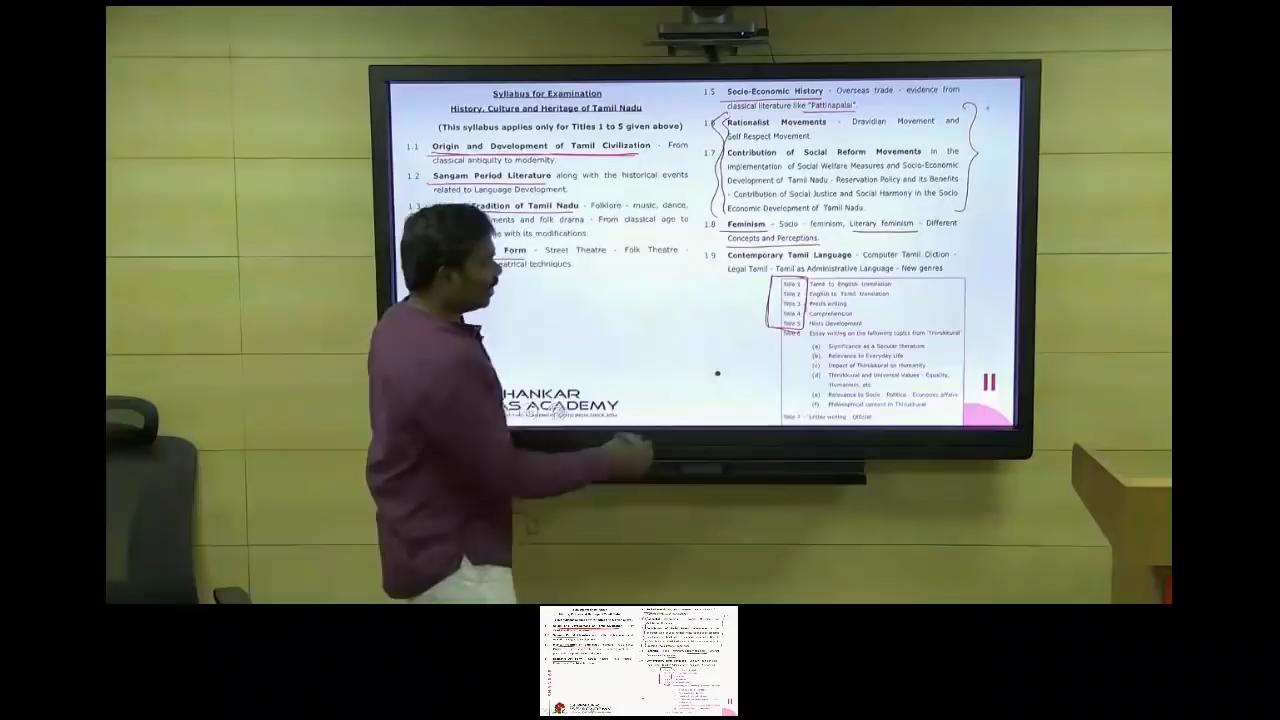 Syllabus for Examination
History, Culture and Heritage of Tamil Nadu
(This syllabus applies only for Titles 1 to 5 given above)
1.1 Origin and Development of Tamil Civilization - From
classical antiquity to modernity.
1.2 Sangam Period Literature along with the historical events
related to Language Development.
1.3 Tradition of Tamil Nadu - Folklore - music, dance,
and folk drama - From classical age to
with its modifications.
Form - Street Theatre - Folk Theatre -
techniques.
HANKAR
AS ACADEMY
1.5 Socio-Economic History - Overseas trade - evidence from
classical literature like "Pattinapalai".
1.6 Rationalist Movements - Dravidian Movement and
Self Respect Movement.
1.7 Contribution of Social Reform Movements in the
Implementation of Social Welfare Measures and Socio-Economic
Development of Tamil Nadu - Reservation Policy and its Benefits
- Contribution of Social Justice and Social Harmony in the Socio
Economic Development of Tamil Nadu.
1.8 Feminism - Socio - feminism, Literary feminism - Different
Concepts and Perceptions.
1.9 Contemporary Tamil Language - Computer Tamil Diction -
Legal Tamil - Tamil as Administrative Language - New genres
Title 1 Tamil to English translation
Title 2 English to Tamil translation
Title 3 Precis writing
Title 4 Comprehension
Title 5 Hints Development
Title 6 Essay writing on the following topics from 'Thirukkural'
(a) Significance as a Secular literature
(b) Relevance to Everyday Life
(c) Impact of Thirukkural on Humanity
(d) Thirukkural and Universal Values - Equality,
Humanism, etc
(e) Relevance to Socio - Politico - Economic affairs
(f) Philosophical content in Thirukkural
Title 7 Letter writing - Official